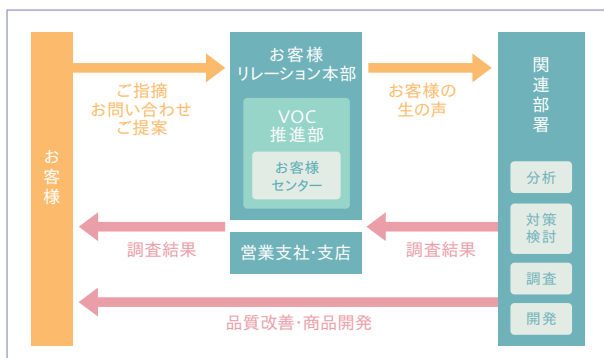 お客様
ご指摘
お問い合わせ
ご提案
お客様
リレーション本部
VOC
推進部
お客様
センター
お客様の
生の声
関連部署
分析
対策
検討
調査
開発
調査結果
調査結果
営業支社・支店
品質改善・商品開発